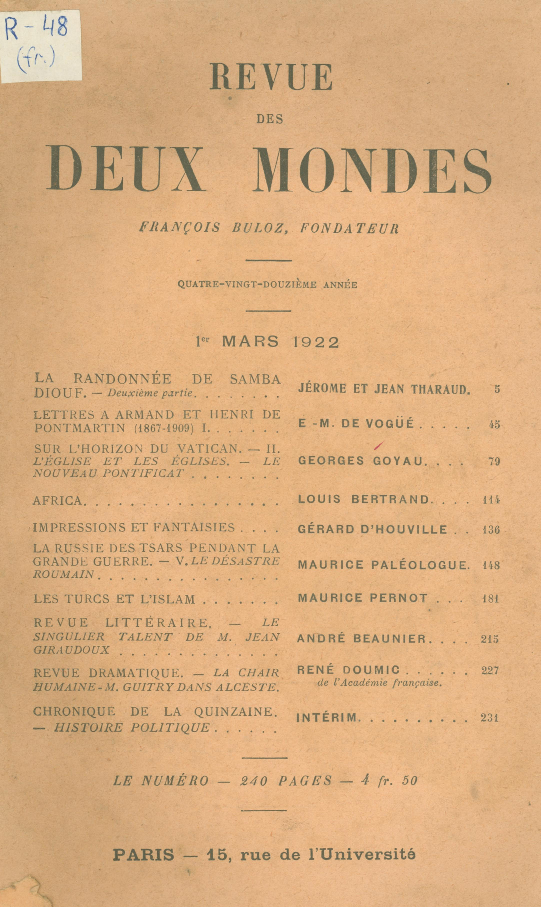 R-48
(fr.)
REVUE
DES
DEUX MONDES
FRANÇOIS BULOZ, FONDATEUR
QUATRE-VINGT-DOUZIÈME ANNÉE
1er MARS 1922
LA RANDONNÉE DE SAMBA
DIOUF. — Deuxième partie. . . . . . . . JÉROME ET JEAN THARAUD. 5
LETTRES A ARMAND ET HENRI DE
PONTMARTIN (1867-1909) I. . . . . . . E -M. DE VOGÜÉ . . . . . 45
SUR L'HORIZON DU VATICAN. — II.
L'ÉGLISE ET LES ÉGLISES. — LE
NOUVEAU PONTIFICAT . . . . . . . . GEORGES GOYAU. . . . 79
AFRICA. . . . . . . . . . . . . . . . . LOUIS BERTRAND. . . . 114
IMPRESSIONS ET FANTAISIES . . . . GÉRARD D'HOUVILLE . . 136
LA RUSSIE DES TSARS PENDANT LA
GRANDE GUERRE. — V. LE DÉSASTRE
ROUMAIN . . . . . . . . . . . . . . . . MAURICE PALÉOLOGUE. 148
LES TURCS ET L'ISLAM . . . . . . . MAURICE PERNOT . . . 181
REVUE LITTÉRAIRE. — LE
SINGULIER TALENT DE M. JEAN
GIRAUDOUX . . . . . . . . . . . . . ANDRÉ BEAUNIER. . . . 215
REVUE DRAMATIQUE. — LA CHAIR RENÉ DOUMIC . . . . . . 227
HUMAINE - M. GUITRY DANS ALCESTE. de l'Académie française.
CHRONIQUE DE LA QUINZAINE.
— HISTOIRE POLITIQUE . . . . . . INTÉRIM. . . . . . . . . . 231
LE NUMÉRO — 240 PAGES — 4 fr. 50
PARIS — 15, rue de l'Université